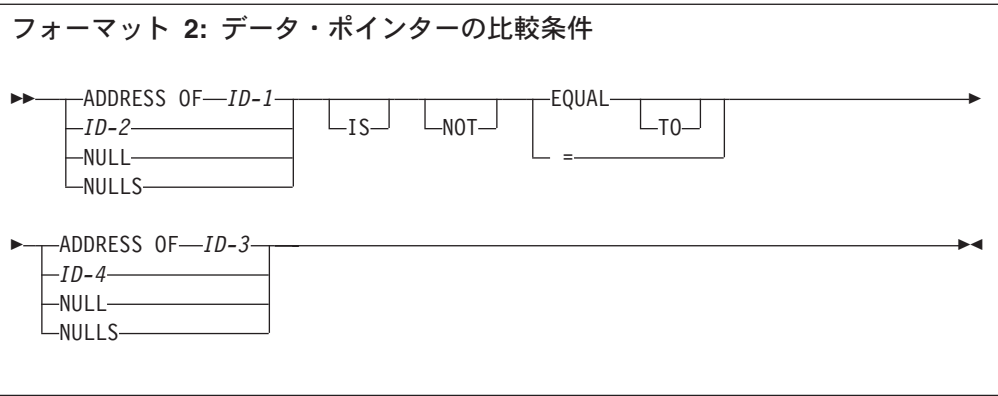 フォーマット 2: データ・ポインターの比較条件
ADDRESS OF ID-1 IS NOT EQUAL TO
ID-2 =
NULL
NULLS
ADDRESS OF ID-3
ID-4
NULL
NULLS